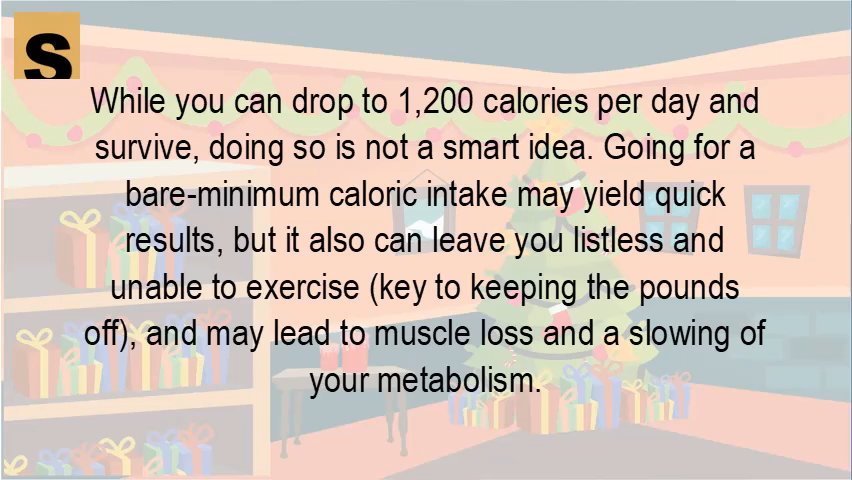 S
While you can drop to 1,200 calories per day and
survive, doing so is not a smart idea. Going for a
bare-minimum caloric intake may yield quick
results, but it also can leave you listless and
unable to exercise (key to keeping the pounds
off), and may lead to muscle loss and a slowing of
your metabolism.